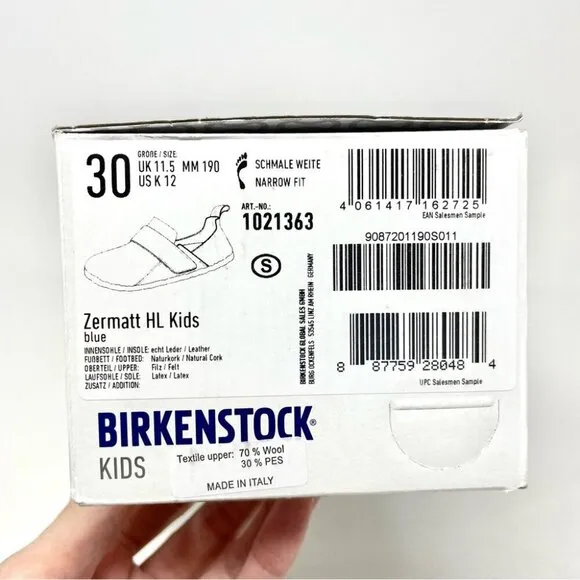 30
GRÖßE / SIZE:
UK 11.5 MM 190
US K 12
SCHMALE WEITE
NARROW FIT
ART.-NO.:
1021363
4 061417 162725
EAN Salesmen Sample
9087201190S011
S
BIRKENSTOCK GLOBAL SALES GMBH
BURG OCKENFELS 53545 LINZ AM RHEIN GERMANY
8 87759 28048 4
UPC Salesmen Sample
Zermatt HL Kids
blue
INNENSOHLE / INSOLE: echt Leder / Leather
FUßBETT / FOOTBED: Naturkork / Natural Cork
OBERTEIL / UPPER: Filz / Felt
LAUFSOHLE / SOLE: Latex / Latex
ZUSATZ / ADDITION:
BIRKENSTOCK®
KIDS
Textile upper: 70 % Wool
30 % PES
MADE IN ITALY